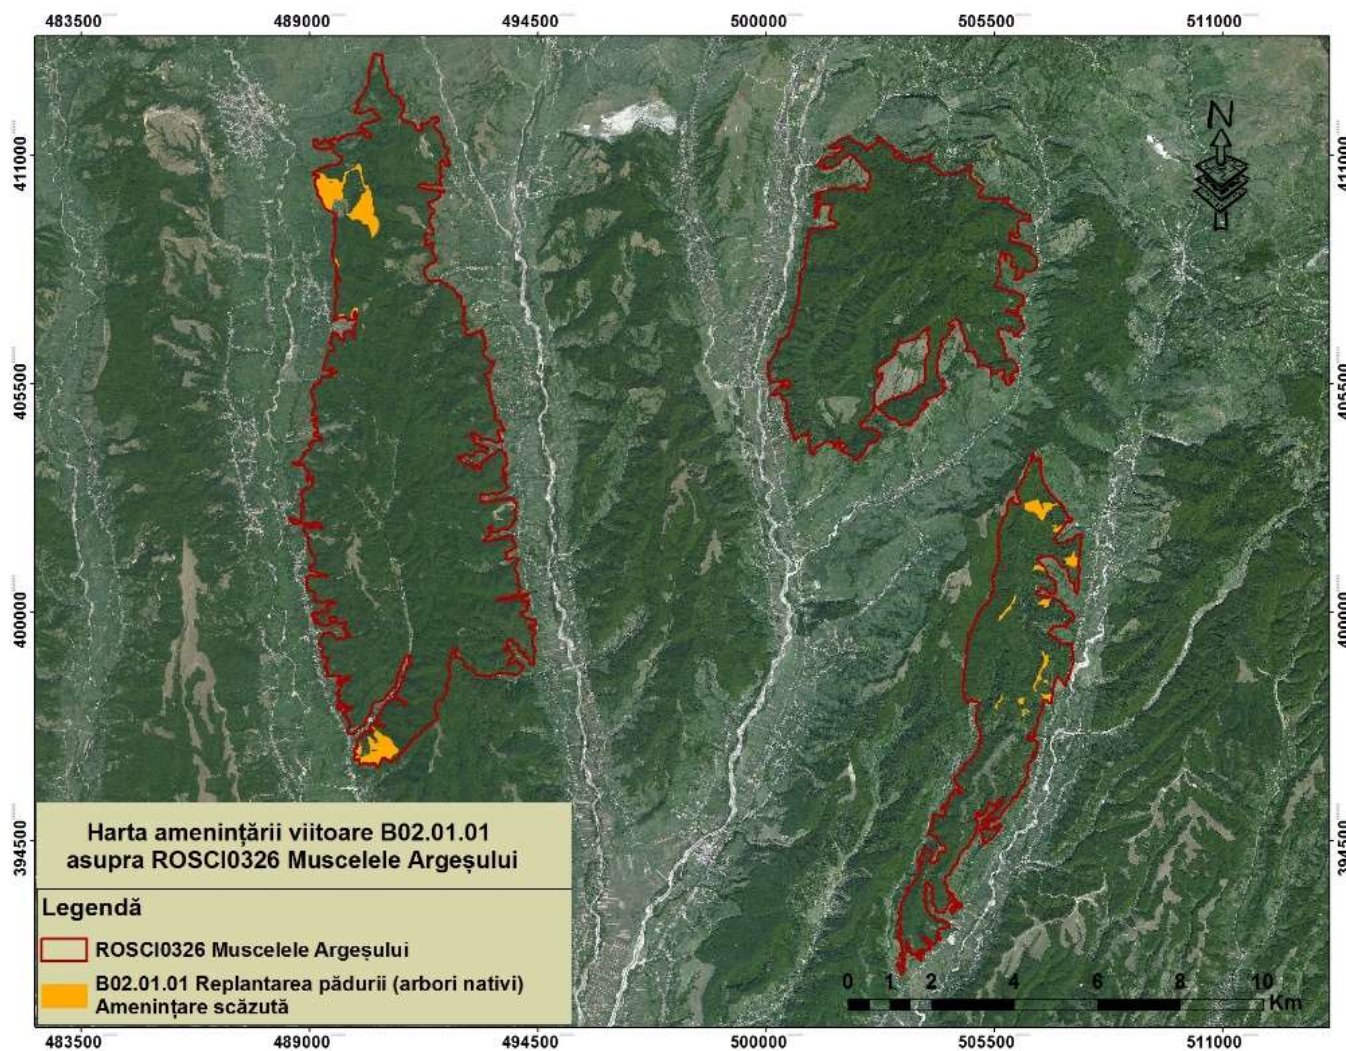 483500 489000 494500 500000 505500 511000
N
411000 411000
405500 405500
400000 400000
394500 394500
Harta amenințării viitoare B02.01.01
asupra ROSCI0326 Muscelele Argeșului
Legendă
ROSCI0326 Muscelele Argeșului
B02.01.01 Replantarea pădurii (arbori nativi)
Amenințare scăzută
0 1 2 4 6 8 10
Km
483500 489000 494500 500000 505500 511000